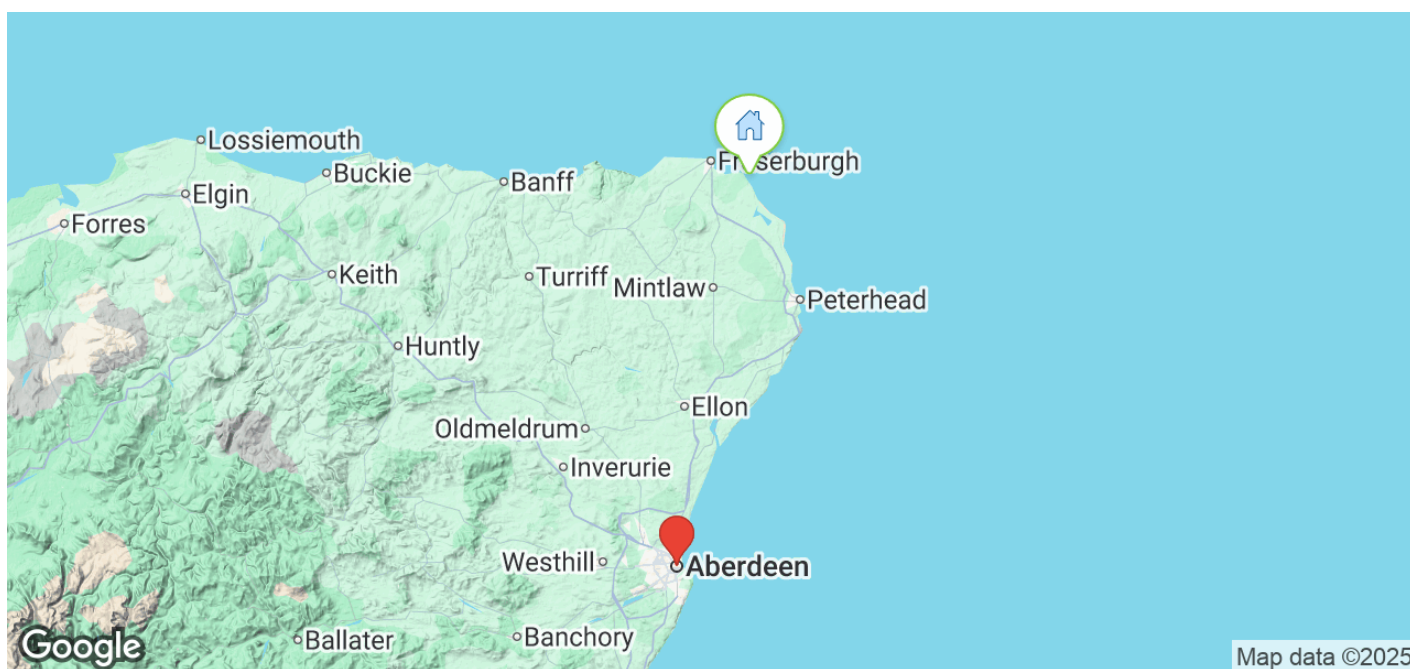 Lossiemouth
Fraserburgh
Buckie
Banff
Elgin
Forres
Keith
Turriff
Mintlaw
Peterhead
Huntly
Ellon
Oldmeldrum
Inverurie
Westhill
Aberdeen
Ballater
Banchory
Google
Map data ©2025